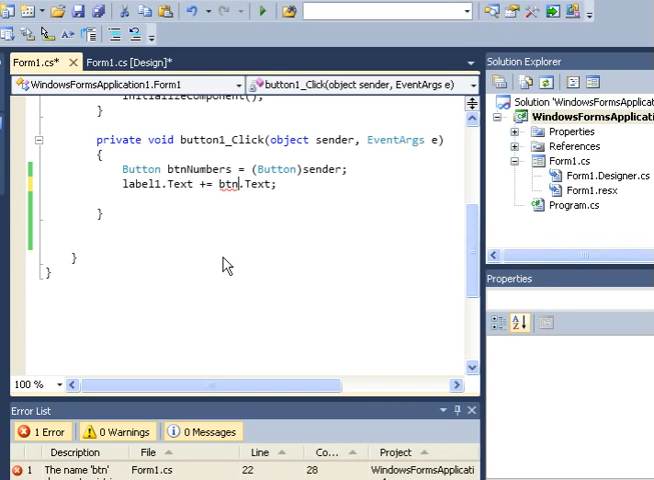 Form1.cs* Form1.cs [Design]*
WindowsFormsApplication1.Form1 button1_Click(object sender, EventArgs e)
InitializeComponent();
}
private void button1_Click(object sender, EventArgs e)
{
Button btnNumbers = (Button)sender;
label1.Text += btn.Text;
}
}
}
100 %
Solution Explorer
Solution 'WindowsFormsApplicat
WindowsFormsApplicati
Properties
References
Form1.cs
Form1.Designer.cs
Form1.resx
Program.cs
Properties
Error List
1 Error 0 Warnings 0 Messages
Description File Line Co... Project
1 The name 'btn' Form1.cs 22 28 WindowsFormsApplicati